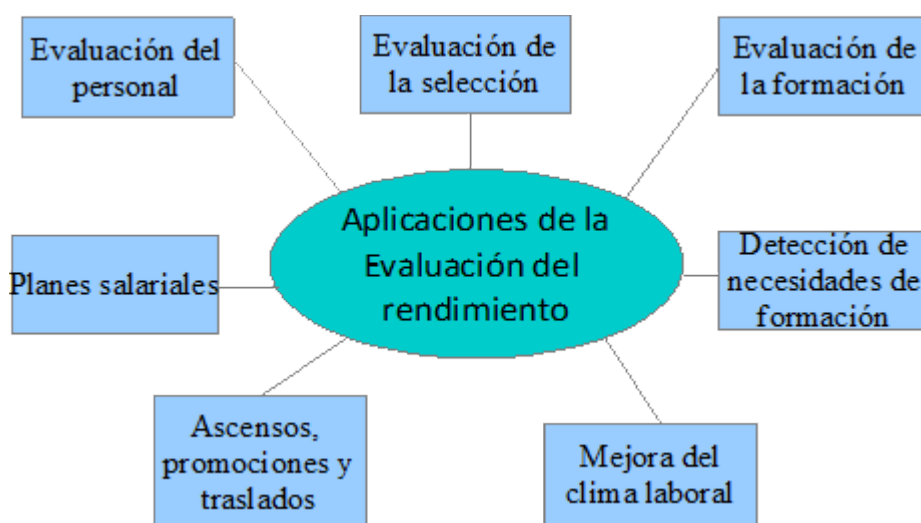 Evaluación del
personal
Evaluación de
la selección
Evaluación de
la formación
Aplicaciones de la
Evaluación del
rendimiento
Planes salariales
Detección de
necesidades de
formación
Ascensos,
promociones y
traslados
Mejora del
clima laboral